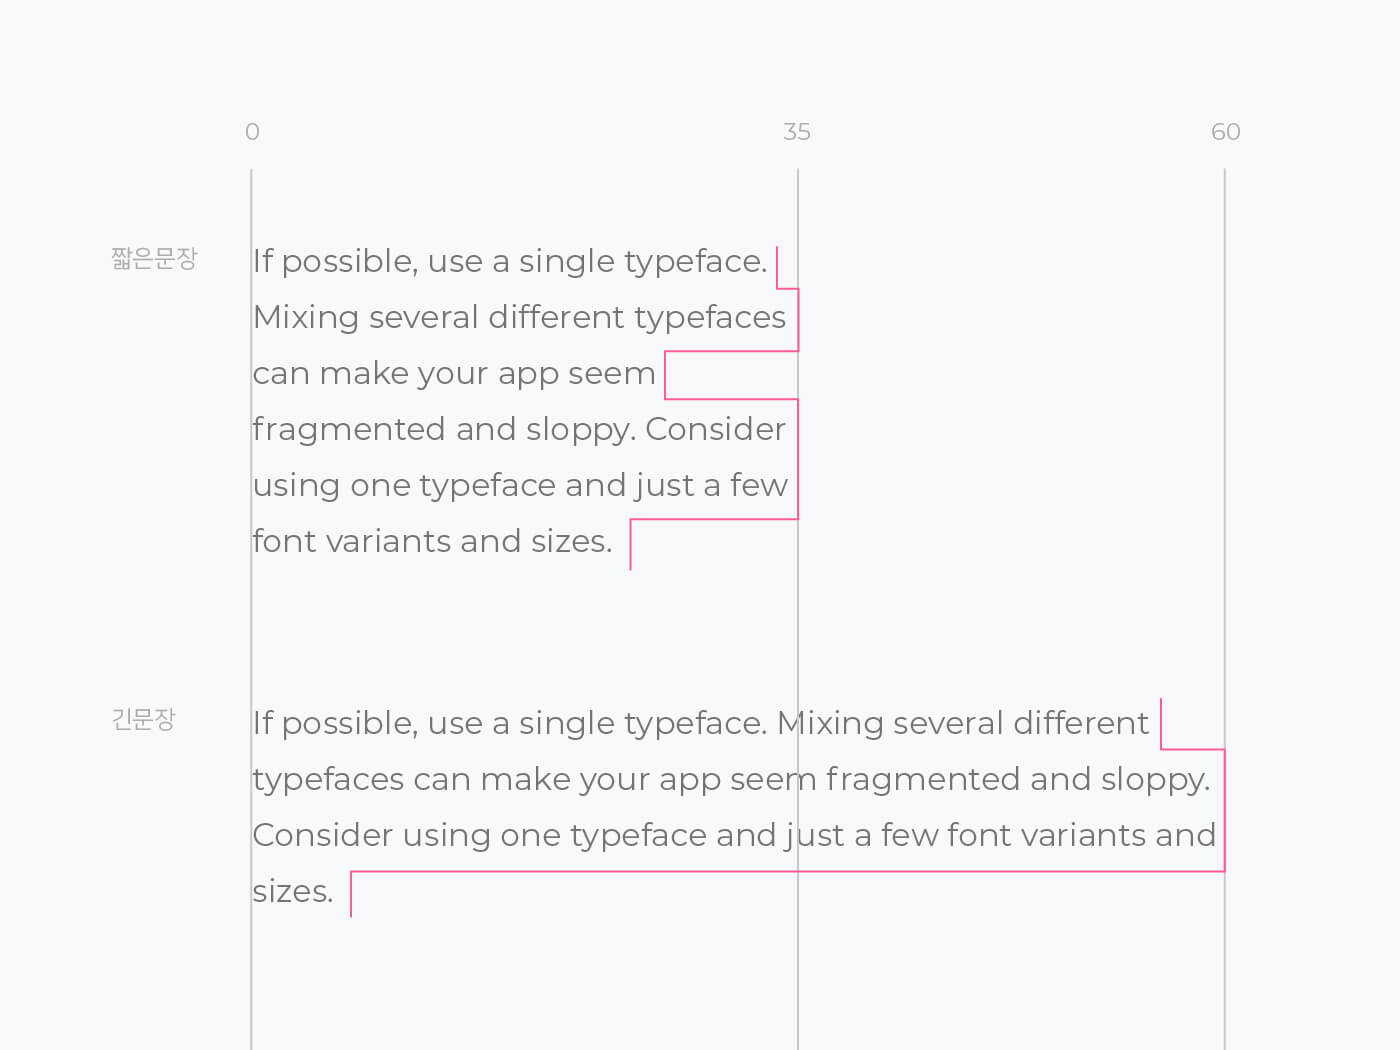 0 35 60
짧은문장
If possible, use a single typeface.
Mixing several different typefaces
can make your app seem
fragmented and sloppy. Consider
using one typeface and just a few
font variants and sizes.
긴문장
If possible, use a single typeface. Mixing several different
typefaces can make your app seem fragmented and sloppy.
Consider using one typeface and just a few font variants and
sizes.